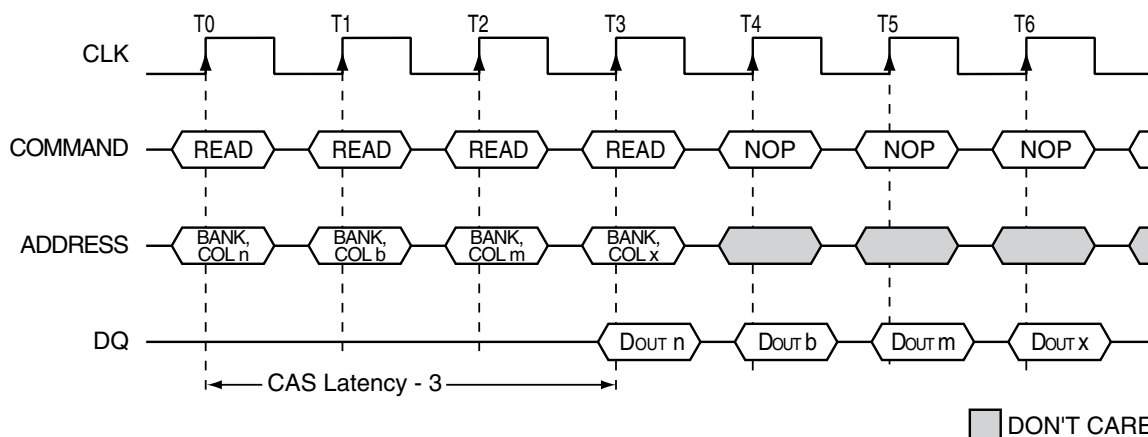 T0 T1 T2 T3 T4 T5 T6
CLK
COMMAND READ READ READ READ NOP NOP NOP
ADDRESS BANK, COL n BANK, COL b BANK, COL m BANK, COL x
DQ DOUT n DOUT b DOUT m DOUT x
CAS Latency - 3
DON'T CARE